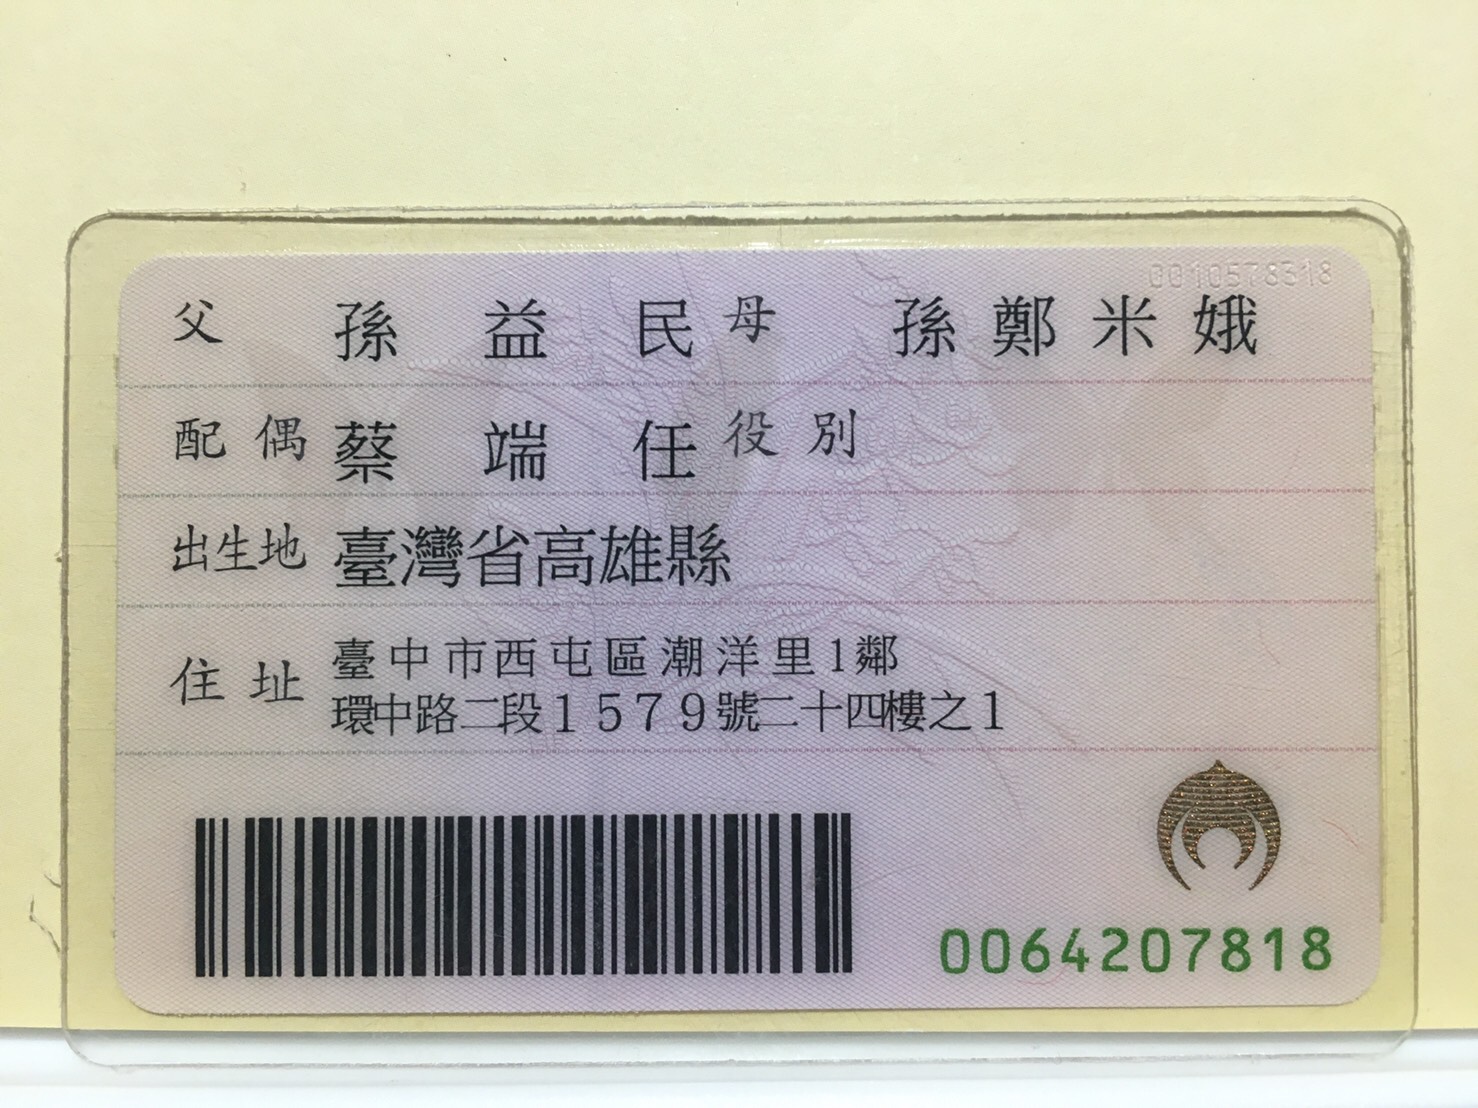 0010578318
父 孫益民 母 孫鄭米娥
配偶 蔡端任 役別
出生地 臺灣省高雄縣
住址 臺中市西屯區潮洋里1鄰
環中路二段1579號二十四樓之1
0064207818